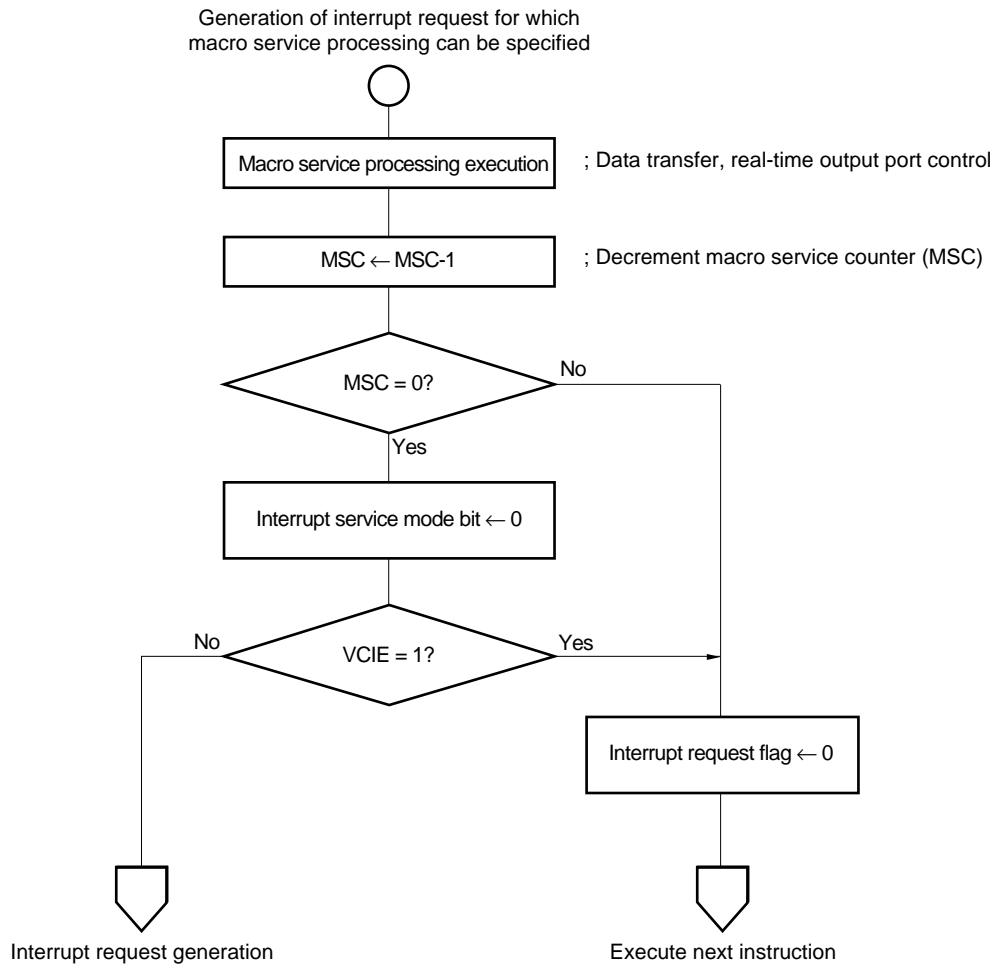 Generation of interrupt request for which
macro service processing can be specified
Macro service processing execution
; Data transfer, real-time output port control
MSC ← MSC-1
; Decrement macro service counter (MSC)
MSC = 0?
No
Yes
Interrupt service mode bit ← 0
No
VCIE = 1?
Yes
Interrupt request flag ← 0
Interrupt request generation
Execute next instruction